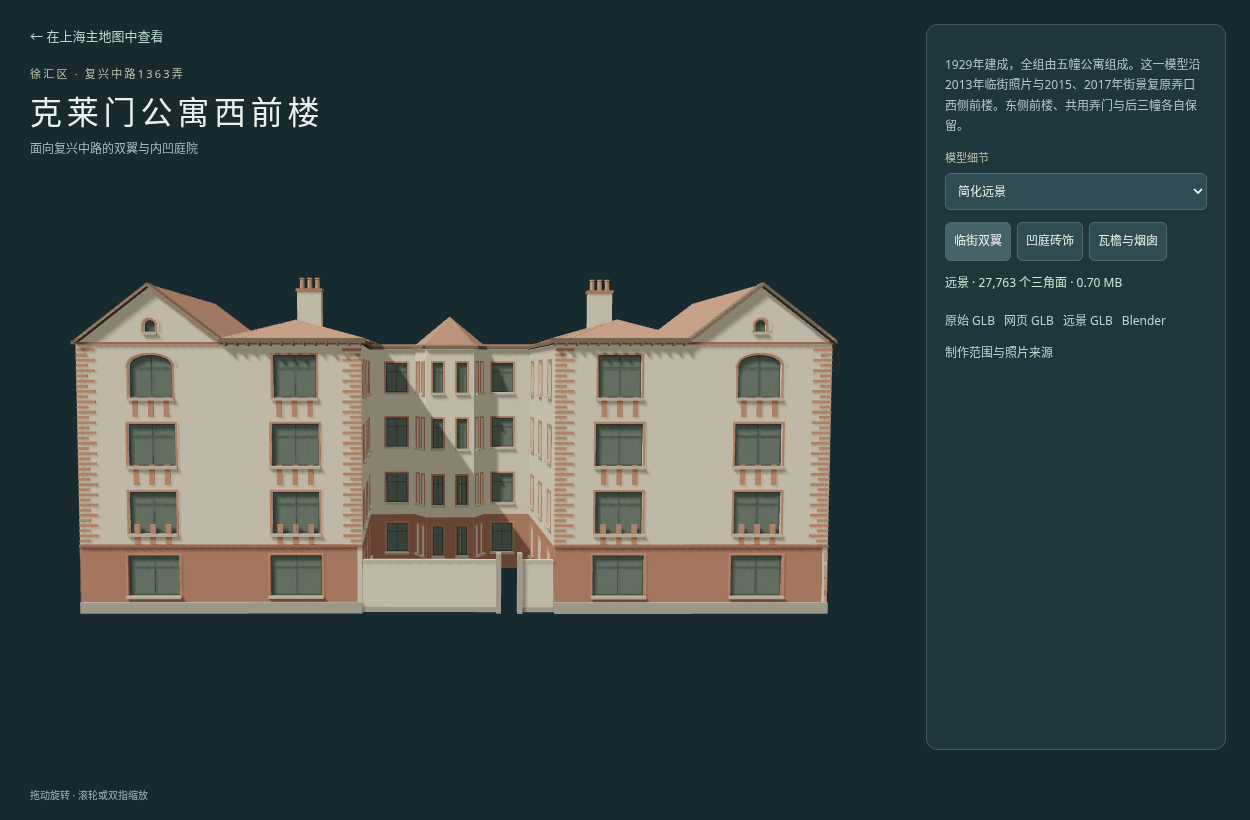 ← 在上海主地图中查看
徐汇区 · 复兴中路1363弄
克莱门公寓西前楼
面向复兴中路的双翼与内凹庭院
1929年建成，全组由五幢公寓组成。这一模型沿
2013年临街照片与2015、2017年街景复原弄口
西侧前楼。东侧前楼、共用弄门与后三幢各自保
留。
模型细节
简化远景
临街双翼 凹庭砖饰 瓦檐与烟囱
远景 · 27,763 个三角面 · 0.70 MB
原始 GLB 网页 GLB 远景 GLB Blender
制作范围与照片来源
拖动旋转 · 滚轮或双指缩放